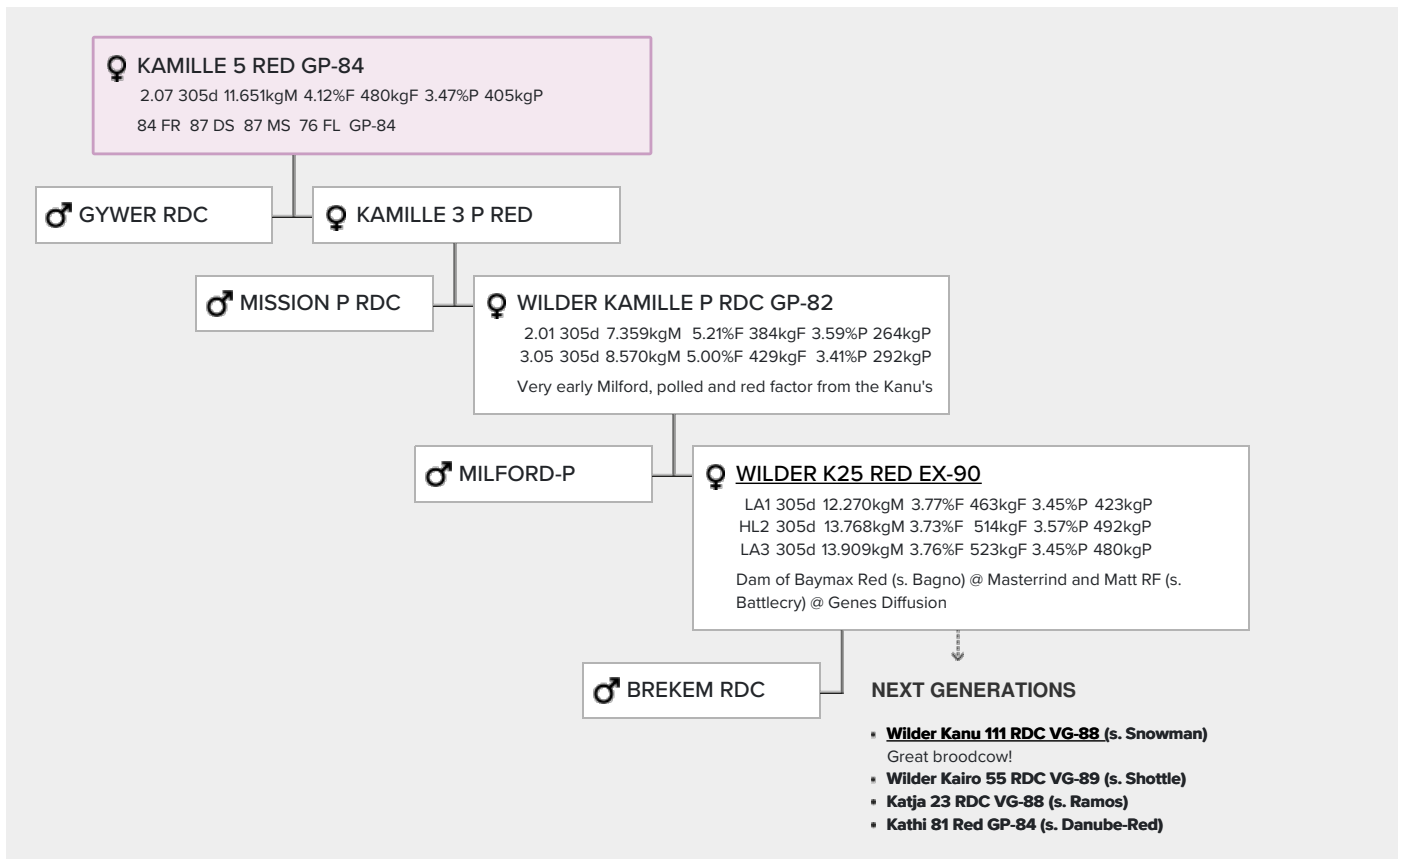 KAMILLE 5 RED GP-84
2.07 305d 11.651kgM 4.12%F 480kgF 3.47%P 405kgP
84 FR 87 DS 87 MS 76 FL GP-84
GYWER RDC
KAMILLE 3 P RED
MISSION P RDC
WILDER KAMILLE P RDC GP-82
2.01 305d 7.359kgM 5.21%F 384kgF 3.59%P 264kgP
3.05 305d 8.570kgM 5.00%F 429kgF 3.41%P 292kgP
Very early Milford, polled and red factor from the Kanu's
MILFORD-P
WILDER K25 RED EX-90
LA1 305d 12.270kgM 3.77%F 463kgF 3.45%P 423kgP
HL2 305d 13.768kgM 3.73%F 514kgF 3.57%P 492kgP
LA3 305d 13.909kgM 3.76%F 523kgF 3.45%P 480kgP
Dam of Baymax Red (s. Bagno) @ Masterrind and Matt RF (s.
Battlecry) @ Genes Diffusion
BREKEM RDC
NEXT GENERATIONS
Wilder Kanu 111 RDC VG-88 (s. Snowman)
Great broodcow!
Wilder Kairo 55 RDC VG-89 (s. Shottle)
Katja 23 RDC VG-88 (s. Ramos)
Kathi 81 Red GP-84 (s. Danube-Red)